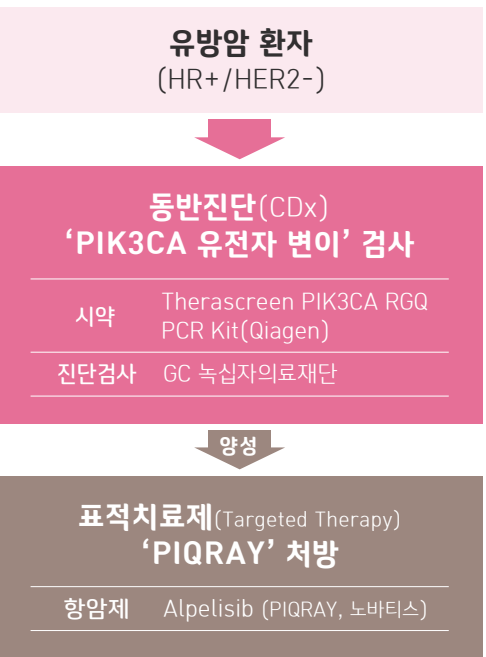 유방암 환자
(HR+/HER2-)
동반진단(CDx)
‘PIK3CA 유전자 변이’ 검사
시약 Therascreen PIK3CA RGQ
PCR Kit(Qiagen)
진단검사 GC 녹십자의료재단
양성
표적치료제(Targeted Therapy)
‘PIQRAY’ 처방
항암제 Alpelisib (PIQRAY, 노바티스)